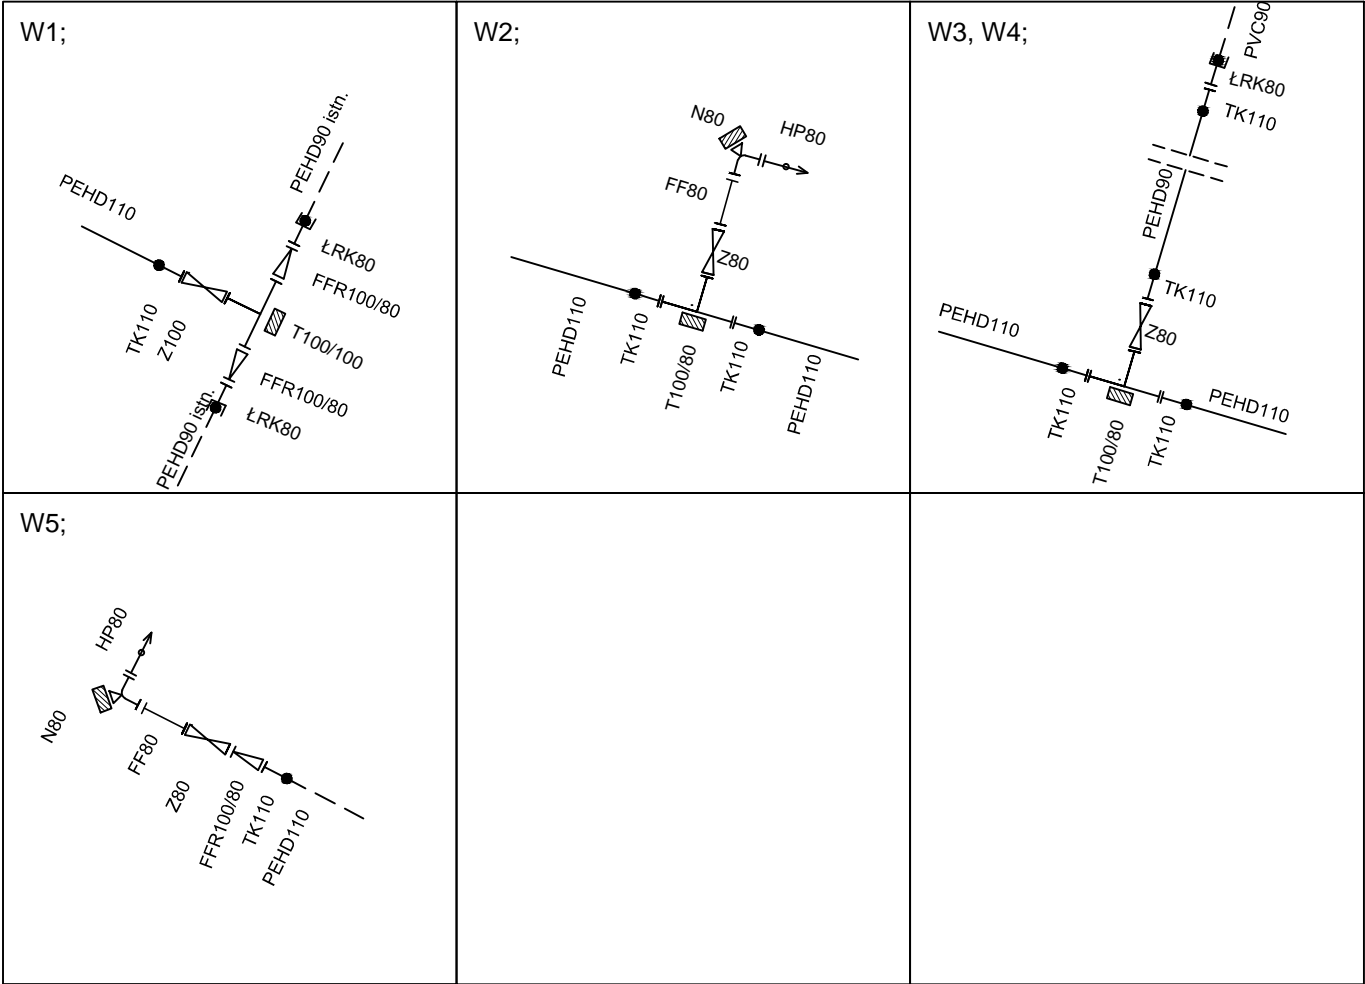 W1;
PEHD90 istn.
PEHD110
ŁRK80
FFR100/80
TK110
Z100
T100/100
FFR100/80
ŁRK80
PEHD90 istn.
W2;
N80
HP80
FF80
Z80
PEHD110
TK110
T100/80
TK110
PEHD110
W3, W4;
PVC90
ŁRK80
TK110
PEHD90
TK110
Z80
PEHD110
PEHD110
TK110
T100/80
TK110
W5;
HP80
N80
FF80
Z80
FFR100/80
TK110
PEHD110